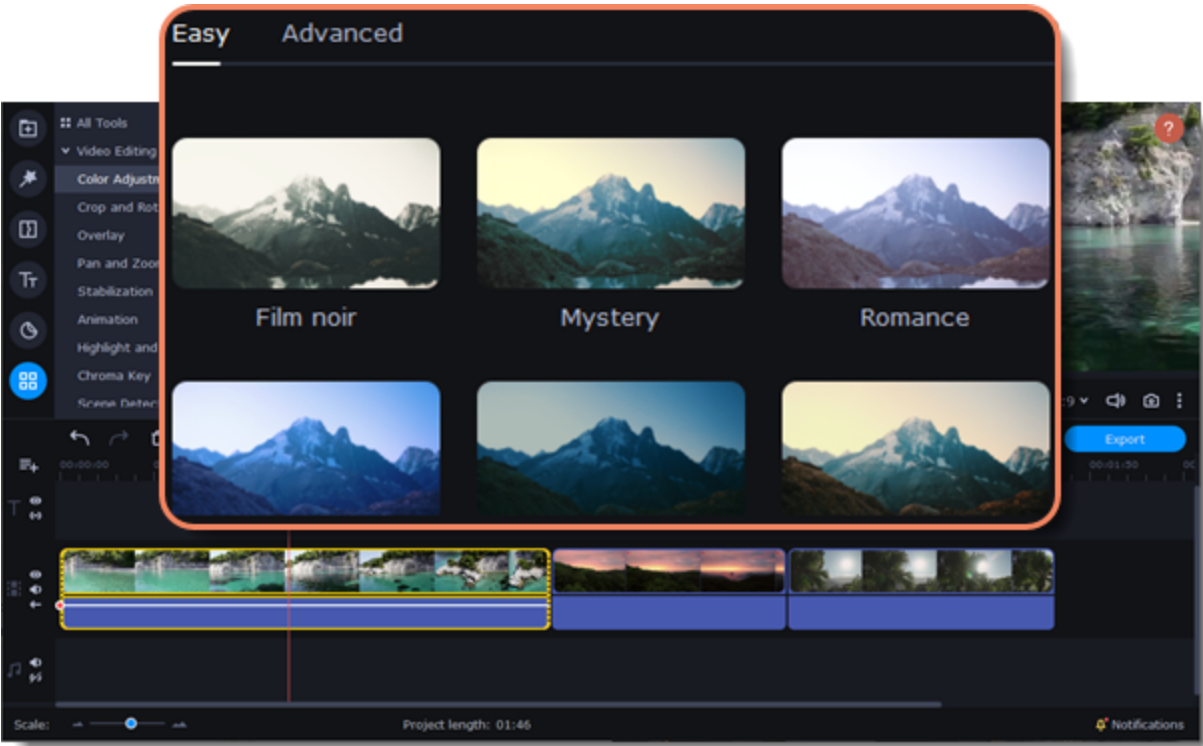 Easy Advanced
Film noir Mystery Romance
All Tools
Video Editing
Color Adjustm
Crop and Rot
Overlay
Pan and Zoo
Stabilization
Animation
Highlight and
Chroma Key
Scene Detec
?
:9
Export
00:00:00
00:01:50
Scale:
Project length: 01:46
Notifications